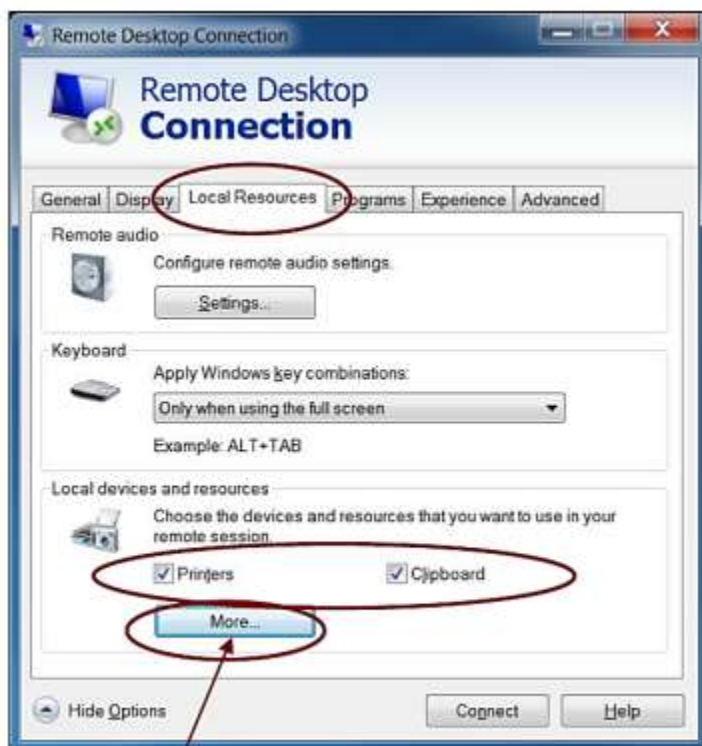 Remote Desktop Connection
Remote Desktop
Connection
General Display Local Resources Programs Experience Advanced
Remote audio
Configure remote audio settings.
Settings...
Keyboard
Apply Windows key combinations:
Only when using the full screen
Example: ALT+TAB
Local devices and resources
Choose the devices and resources that you want to use in your
remote session.
Printers Clipboard
More...
Hide Options Connect Help